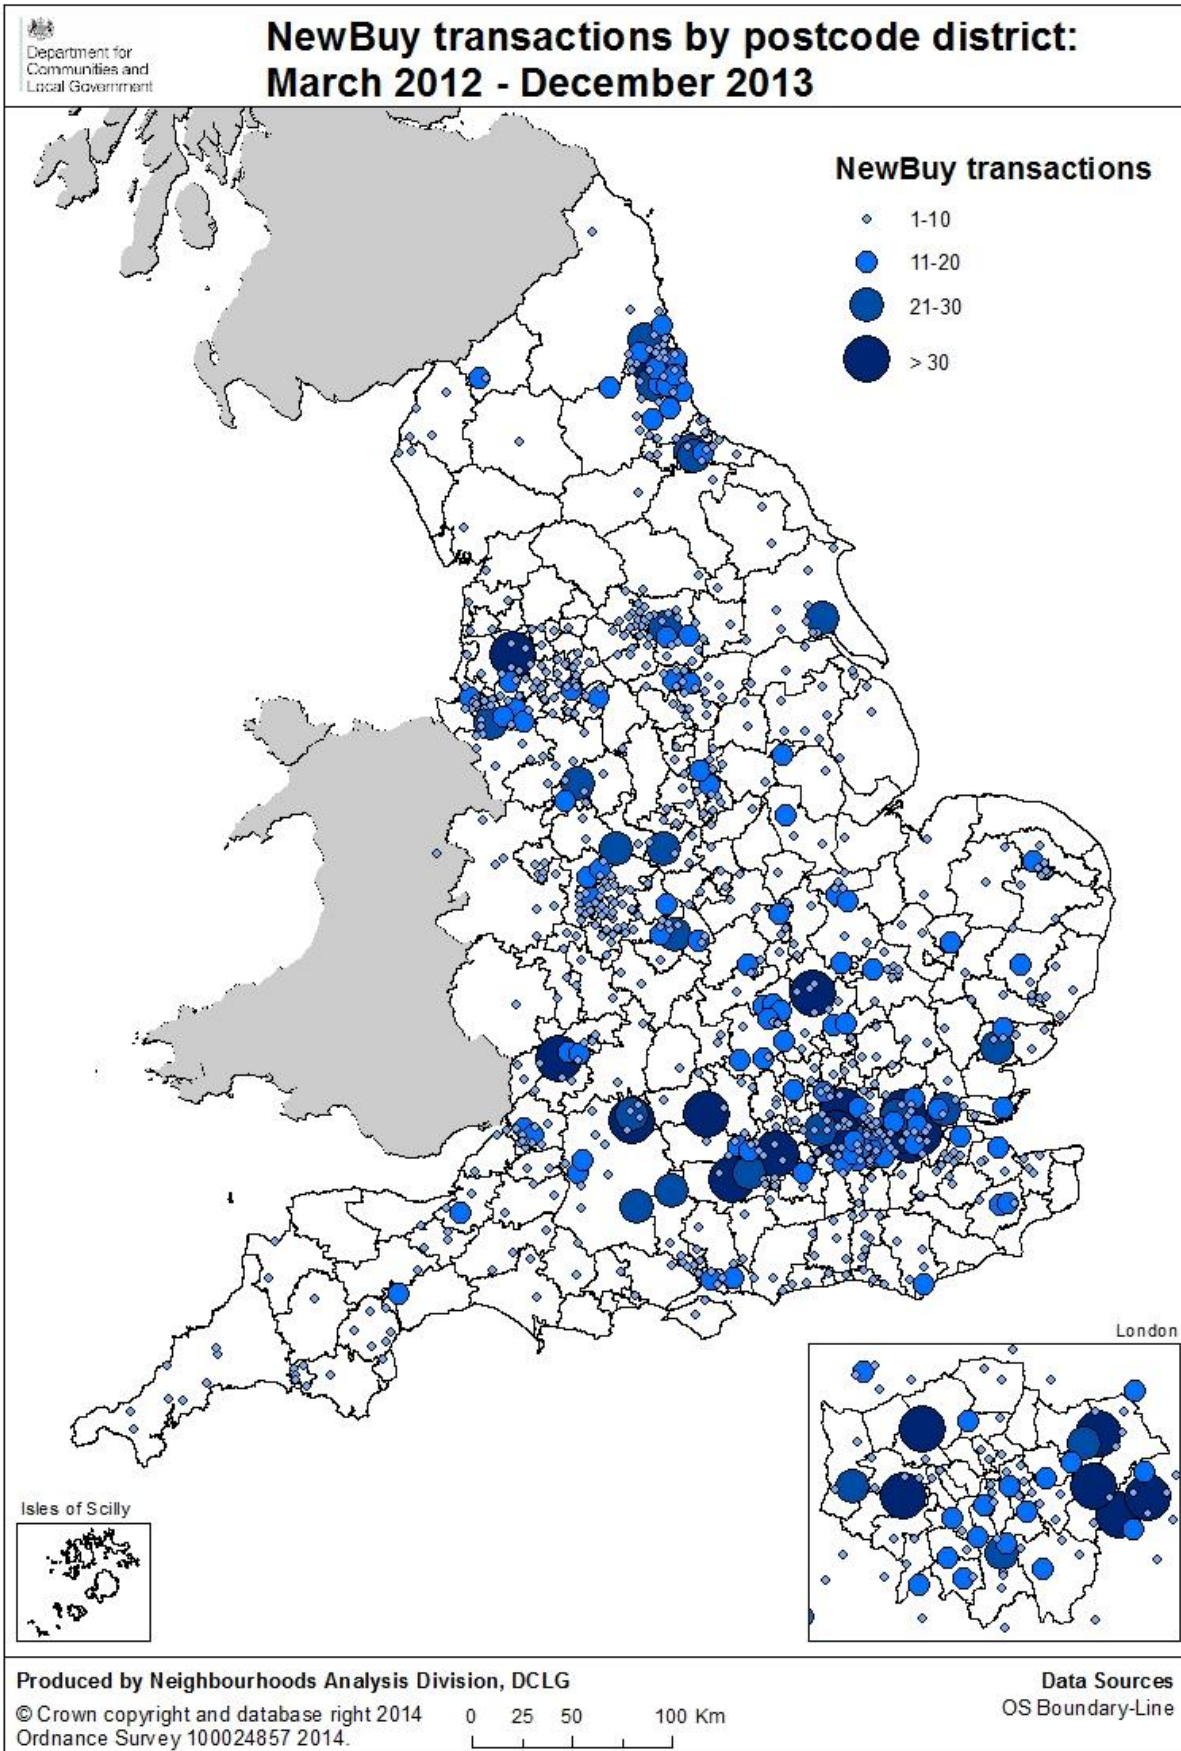 Department for
Communities and
Local Government
NewBuy transactions by postcode district:
March 2012 - December 2013
NewBuy transactions
1-10
11-20
21-30
> 30
London
Isles of Scilly
Produced by Neighbourhoods Analysis Division, DCLG
© Crown copyright and database right 2014
Ordnance Survey 100024857 2014.
0 25 50 100 Km
Data Sources
OS Boundary-Line